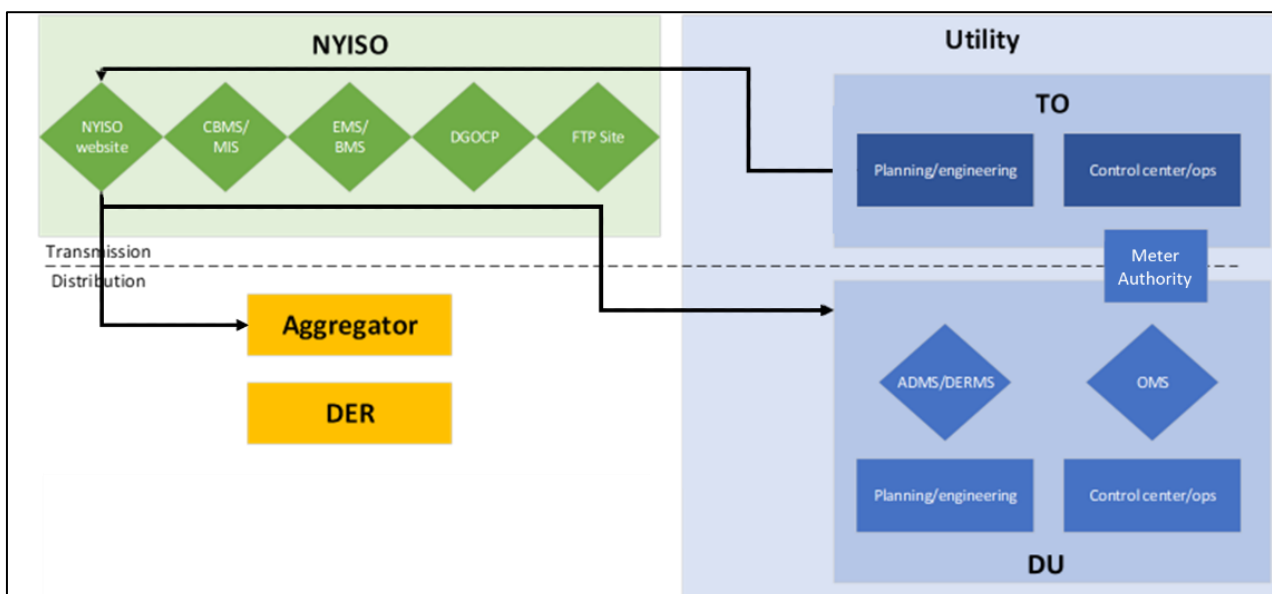 NYISO
Utility
NYISO
website
CBMS/
MIS
EMS/
BMS
DGOCP
FTP Site
TO
Planning/engineering
Control center/ops
Transmission
Distribution
Meter
Authority
Aggregator
DER
ADMS/DERMS
OMS
Planning/engineering
Control center/ops
DU